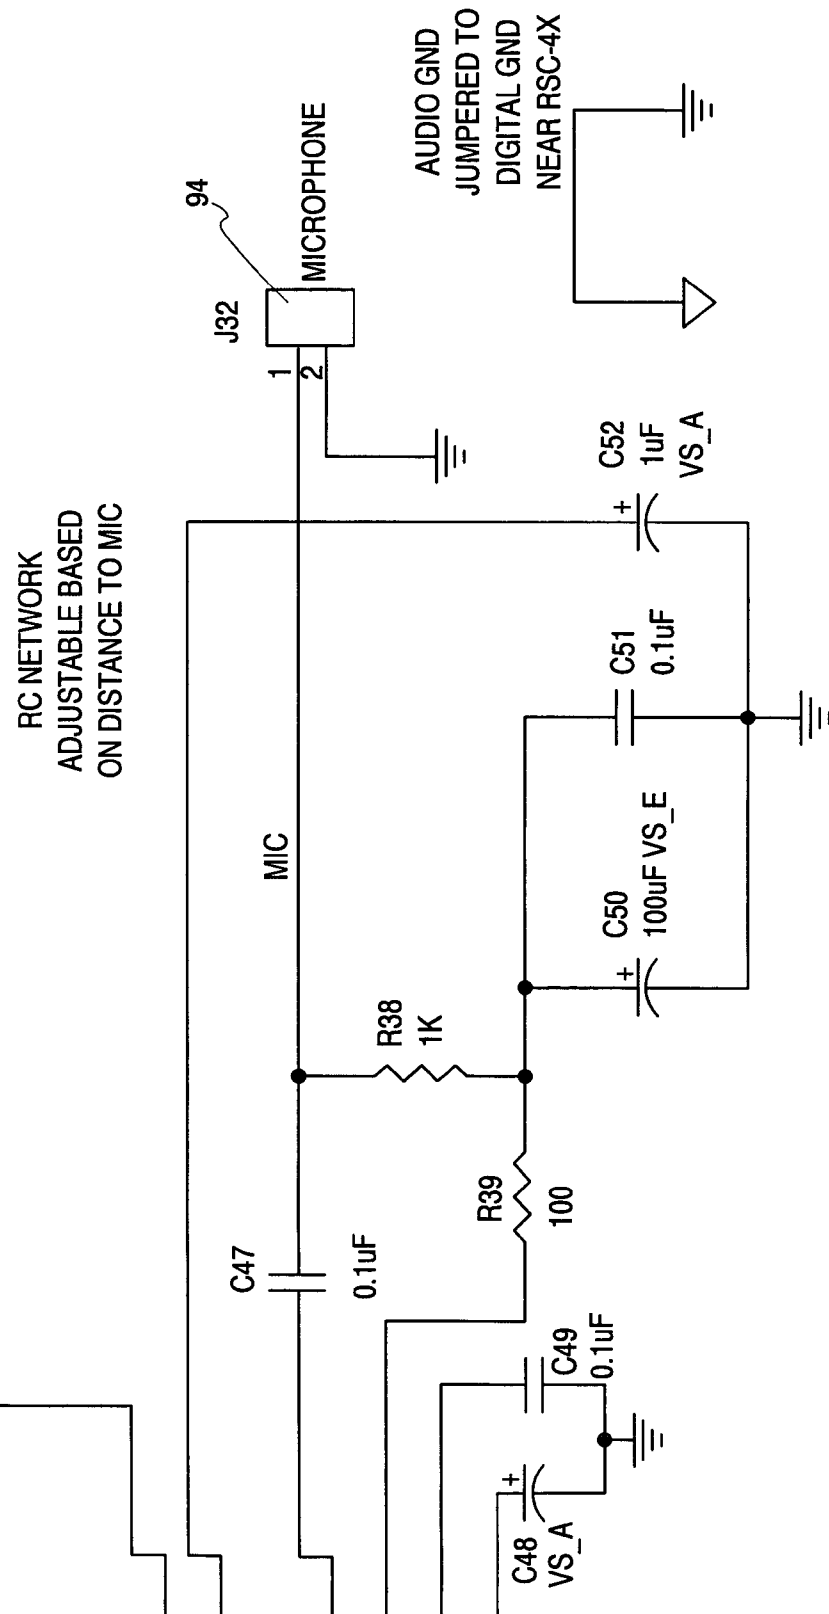 RC NETWORK
ADJUSTABLE BASED
ON DISTANCE TO MIC
C47
0.1uF
MIC
J32
94
1
2
MICROPHONE
R38
1K
R39
100
C48
VS_A
+
C49
0.1uF
C50
100uF VS_E
+
C51
0.1uF
C52
1uF
VS_A
+
AUDIO GND
JUMPERED TO
DIGITAL GND
NEAR RSC-4X